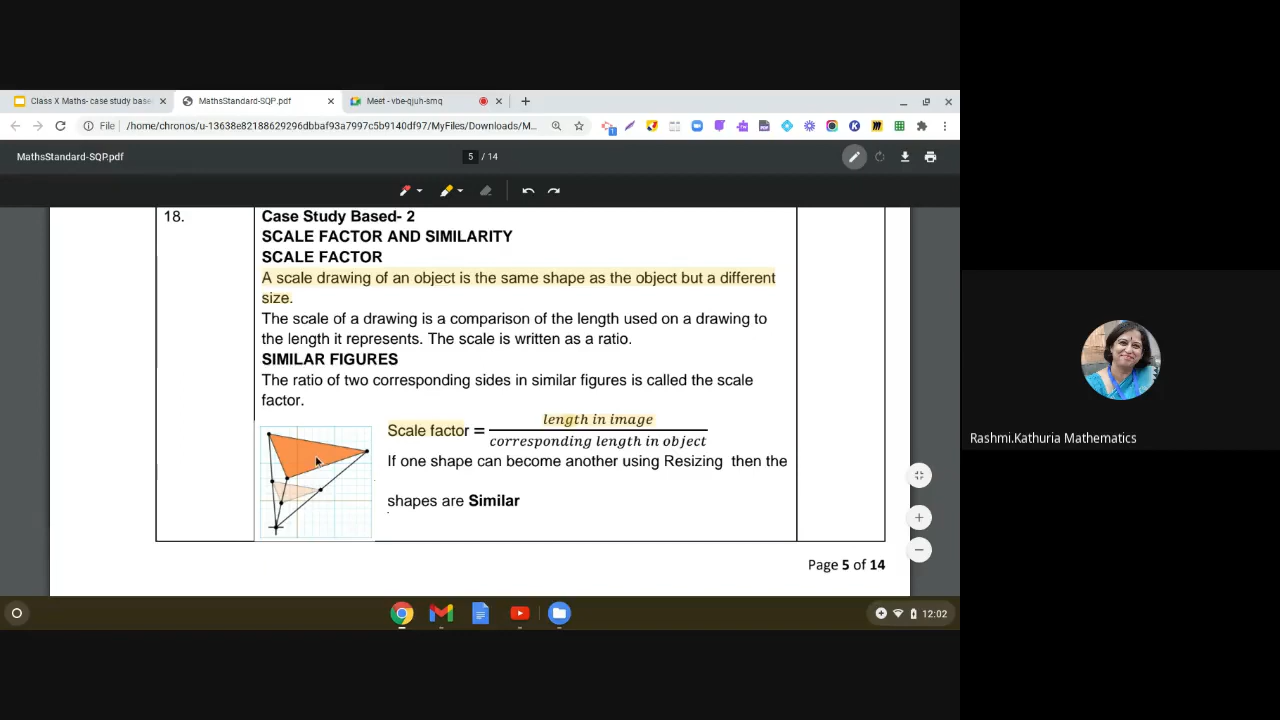 Class X Maths- case study base
MathsStandard-SQP.pdf
Meet - vbe-qjuh-smq
File
/home/chronos/u-13638e82188629296dbbaf93a7997c5b9140df97/MyFiles/Downloads/M...
MathsStandard-SQP.pdf
5 / 14
18.
Case Study Based- 2
SCALE FACTOR AND SIMILARITY
SCALE FACTOR
A scale drawing of an object is the same shape as the object but a different
size.
The scale of a drawing is a comparison of the length used on a drawing to
the length it represents. The scale is written as a ratio.
SIMILAR FIGURES
The ratio of two corresponding sides in similar figures is called the scale
factor.
Scale factor = length in image
corresponding length in object
If one shape can become another using Resizing then the
shapes are Similar
Page 5 of 14
12:02
Rashmi.Kathuria Mathematics